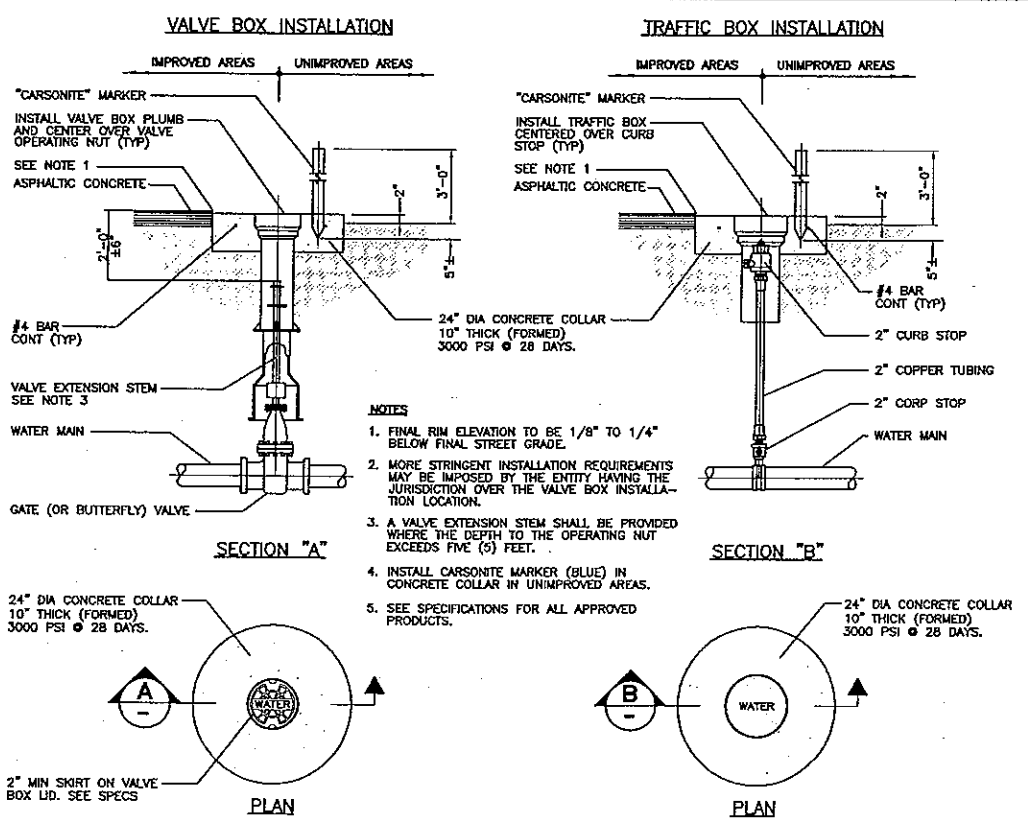 VALVE BOX INSTALLATION
IMPROVED AREAS
UNIMPROVED AREAS
"CARSONITE" MARKER
INSTALL VALVE BOX PLUMB
AND CENTER OVER VALVE
OPERATING NUT (TYP)
SEE NOTE 1
ASPHALTIC CONCRETE
2'-0"
±6"
3'-0"
2"
5"±
#4 BAR
CONT (TYP)
24" DIA CONCRETE COLLAR
10" THICK (FORMED)
3000 PSI @ 28 DAYS.
VALVE EXTENSION STEM
SEE NOTE 3
WATER MAIN
GATE (OR BUTTERFLY) VALVE
SECTION "A"
TRAFFIC BOX INSTALLATION
IMPROVED AREAS
UNIMPROVED AREAS
"CARSONITE" MARKER
INSTALL TRAFFIC BOX
CENTERED OVER CURB
STOP (TYP)
SEE NOTE 1
ASPHALTIC CONCRETE
3'-0"
2"
5"±
#4 BAR
CONT (TYP)
2" CURB STOP
2" COPPER TUBING
2" CORP STOP
WATER MAIN
SECTION "B"
NOTES
1. FINAL RIM ELEVATION TO BE 1/8" TO 1/4"
BELOW FINAL STREET GRADE.
2. MORE STRINGENT INSTALLATION REQUIREMENTS
MAY BE IMPOSED BY THE ENTITY HAVING THE
JURISDICTION OVER THE VALVE BOX INSTALLA-
TION LOCATION.
3. A VALVE EXTENSION STEM SHALL BE PROVIDED
WHERE THE DEPTH TO THE OPERATING NUT
EXCEEDS FIVE (5) FEET.
4. INSTALL CARSONITE MARKER (BLUE) IN
CONCRETE COLLAR IN UNIMPROVED AREAS.
5. SEE SPECIFICATIONS FOR ALL APPROVED
PRODUCTS.
24" DIA CONCRETE COLLAR
10" THICK (FORMED)
3000 PSI @ 28 DAYS.
A
-
WATER
2" MIN SKIRT ON VALVE
BOX LID. SEE SPECS
PLAN
24" DIA CONCRETE COLLAR
10" THICK (FORMED)
3000 PSI @ 28 DAYS.
B
-
WATER
PLAN